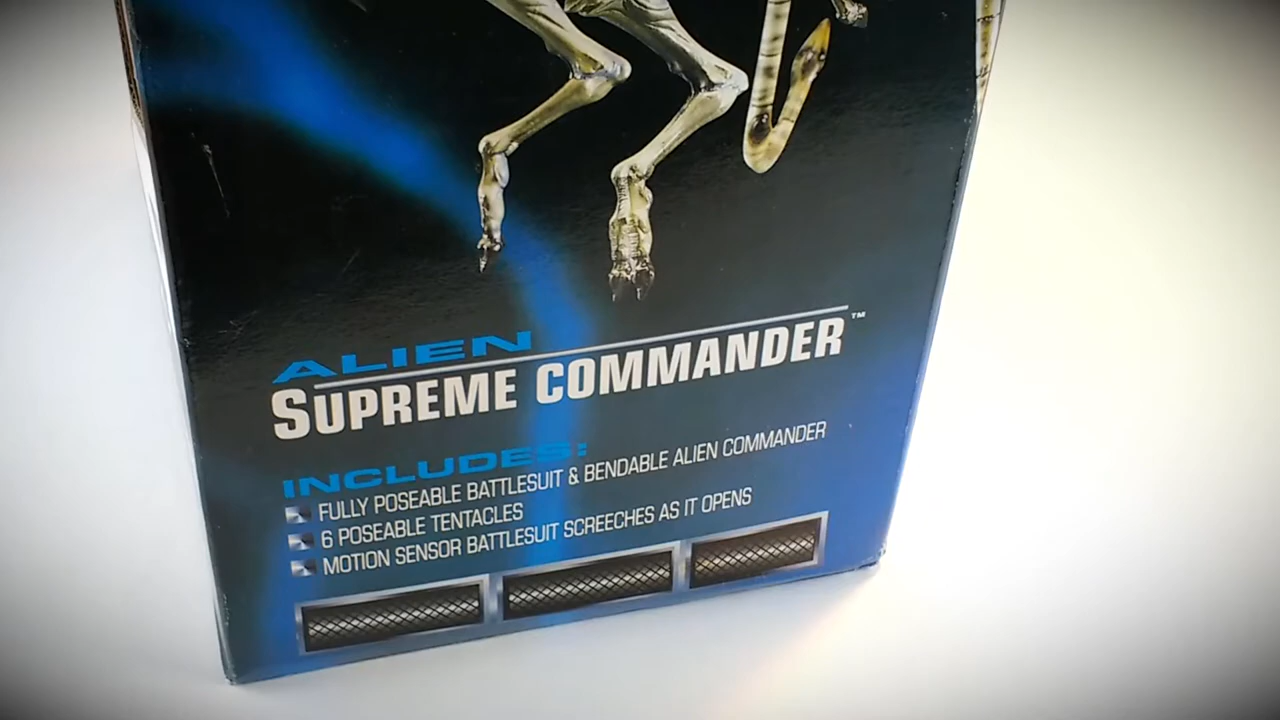 ALIEN
SUPREME COMMANDER™
INCLUDES:
FULLY POSEABLE BATTLESUIT & BENDABLE ALIEN COMMANDER
6 POSEABLE TENTACLES
MOTION SENSOR BATTLESUIT SCREECHES AS IT OPENS